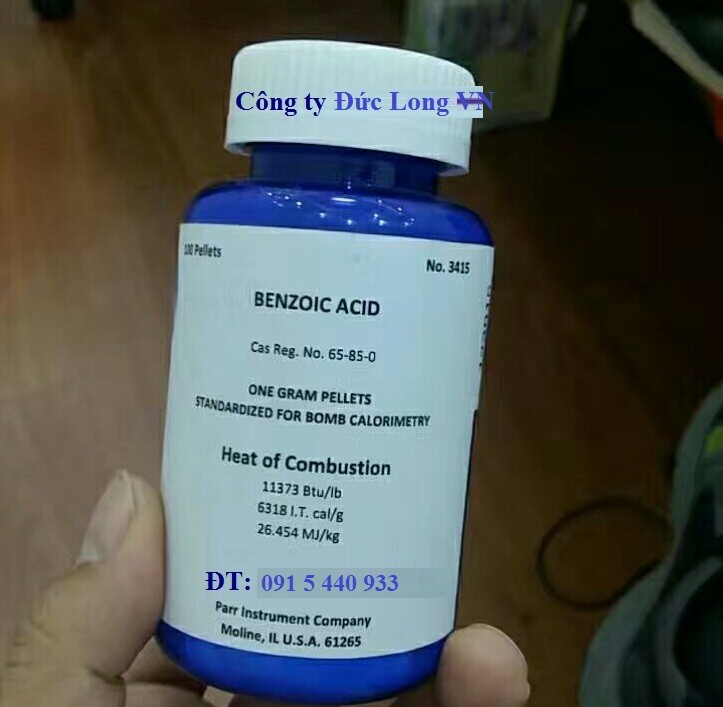 Công ty Đức Long VN
100 Pellets
No. 3415
BENZOIC ACID
Cas Reg. No. 65-85-0
ONE GRAM PELLETS
STANDARDIZED FOR BOMB CALORIMETRY
Heat of Combustion
11373 Btu/lb
6318 I.T. cal/g
26.454 MJ/kg
ĐT: 091 5 440 933
Parr Instrument Company
Moline, IL U.S.A. 61265